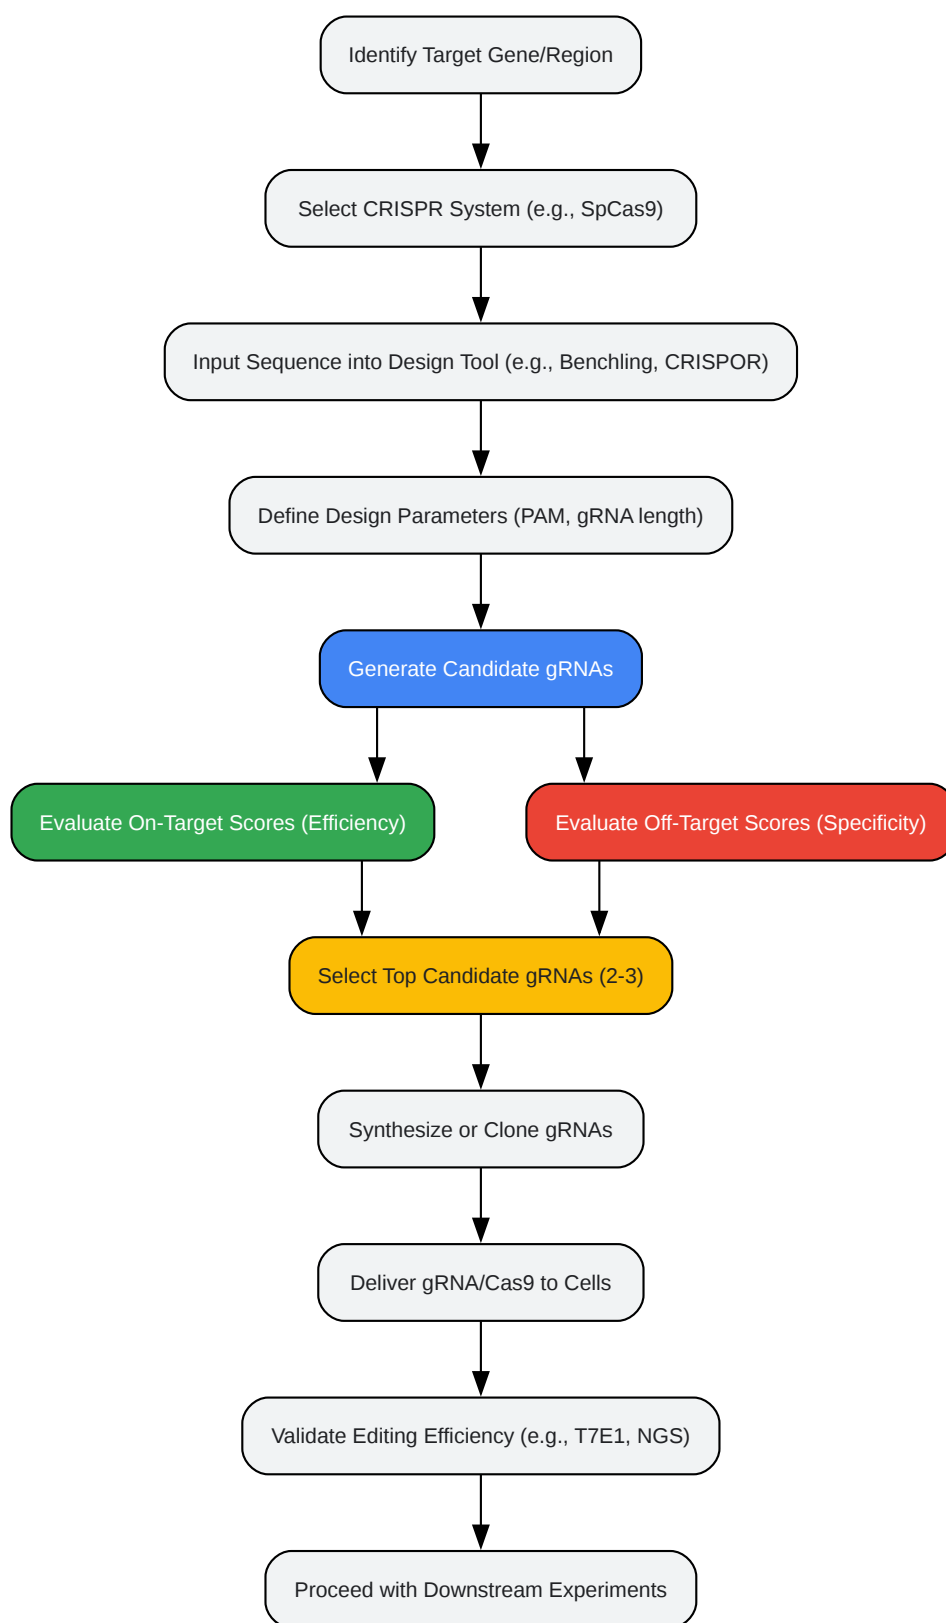 Identify Target Gene/Region
Select CRISPR System (e.g., SpCas9)
Input Sequence into Design Tool (e.g., Benchling, CRISPOR)
Define Design Parameters (PAM, gRNA length)
Generate Candidate gRNAs
Evaluate On-Target Scores (Efficiency)
Evaluate Off-Target Scores (Specificity)
Select Top Candidate gRNAs (2-3)
Synthesize or Clone gRNAs
Deliver gRNA/Cas9 to Cells
Validate Editing Efficiency (e.g., T7E1, NGS)
Proceed with Downstream Experiments